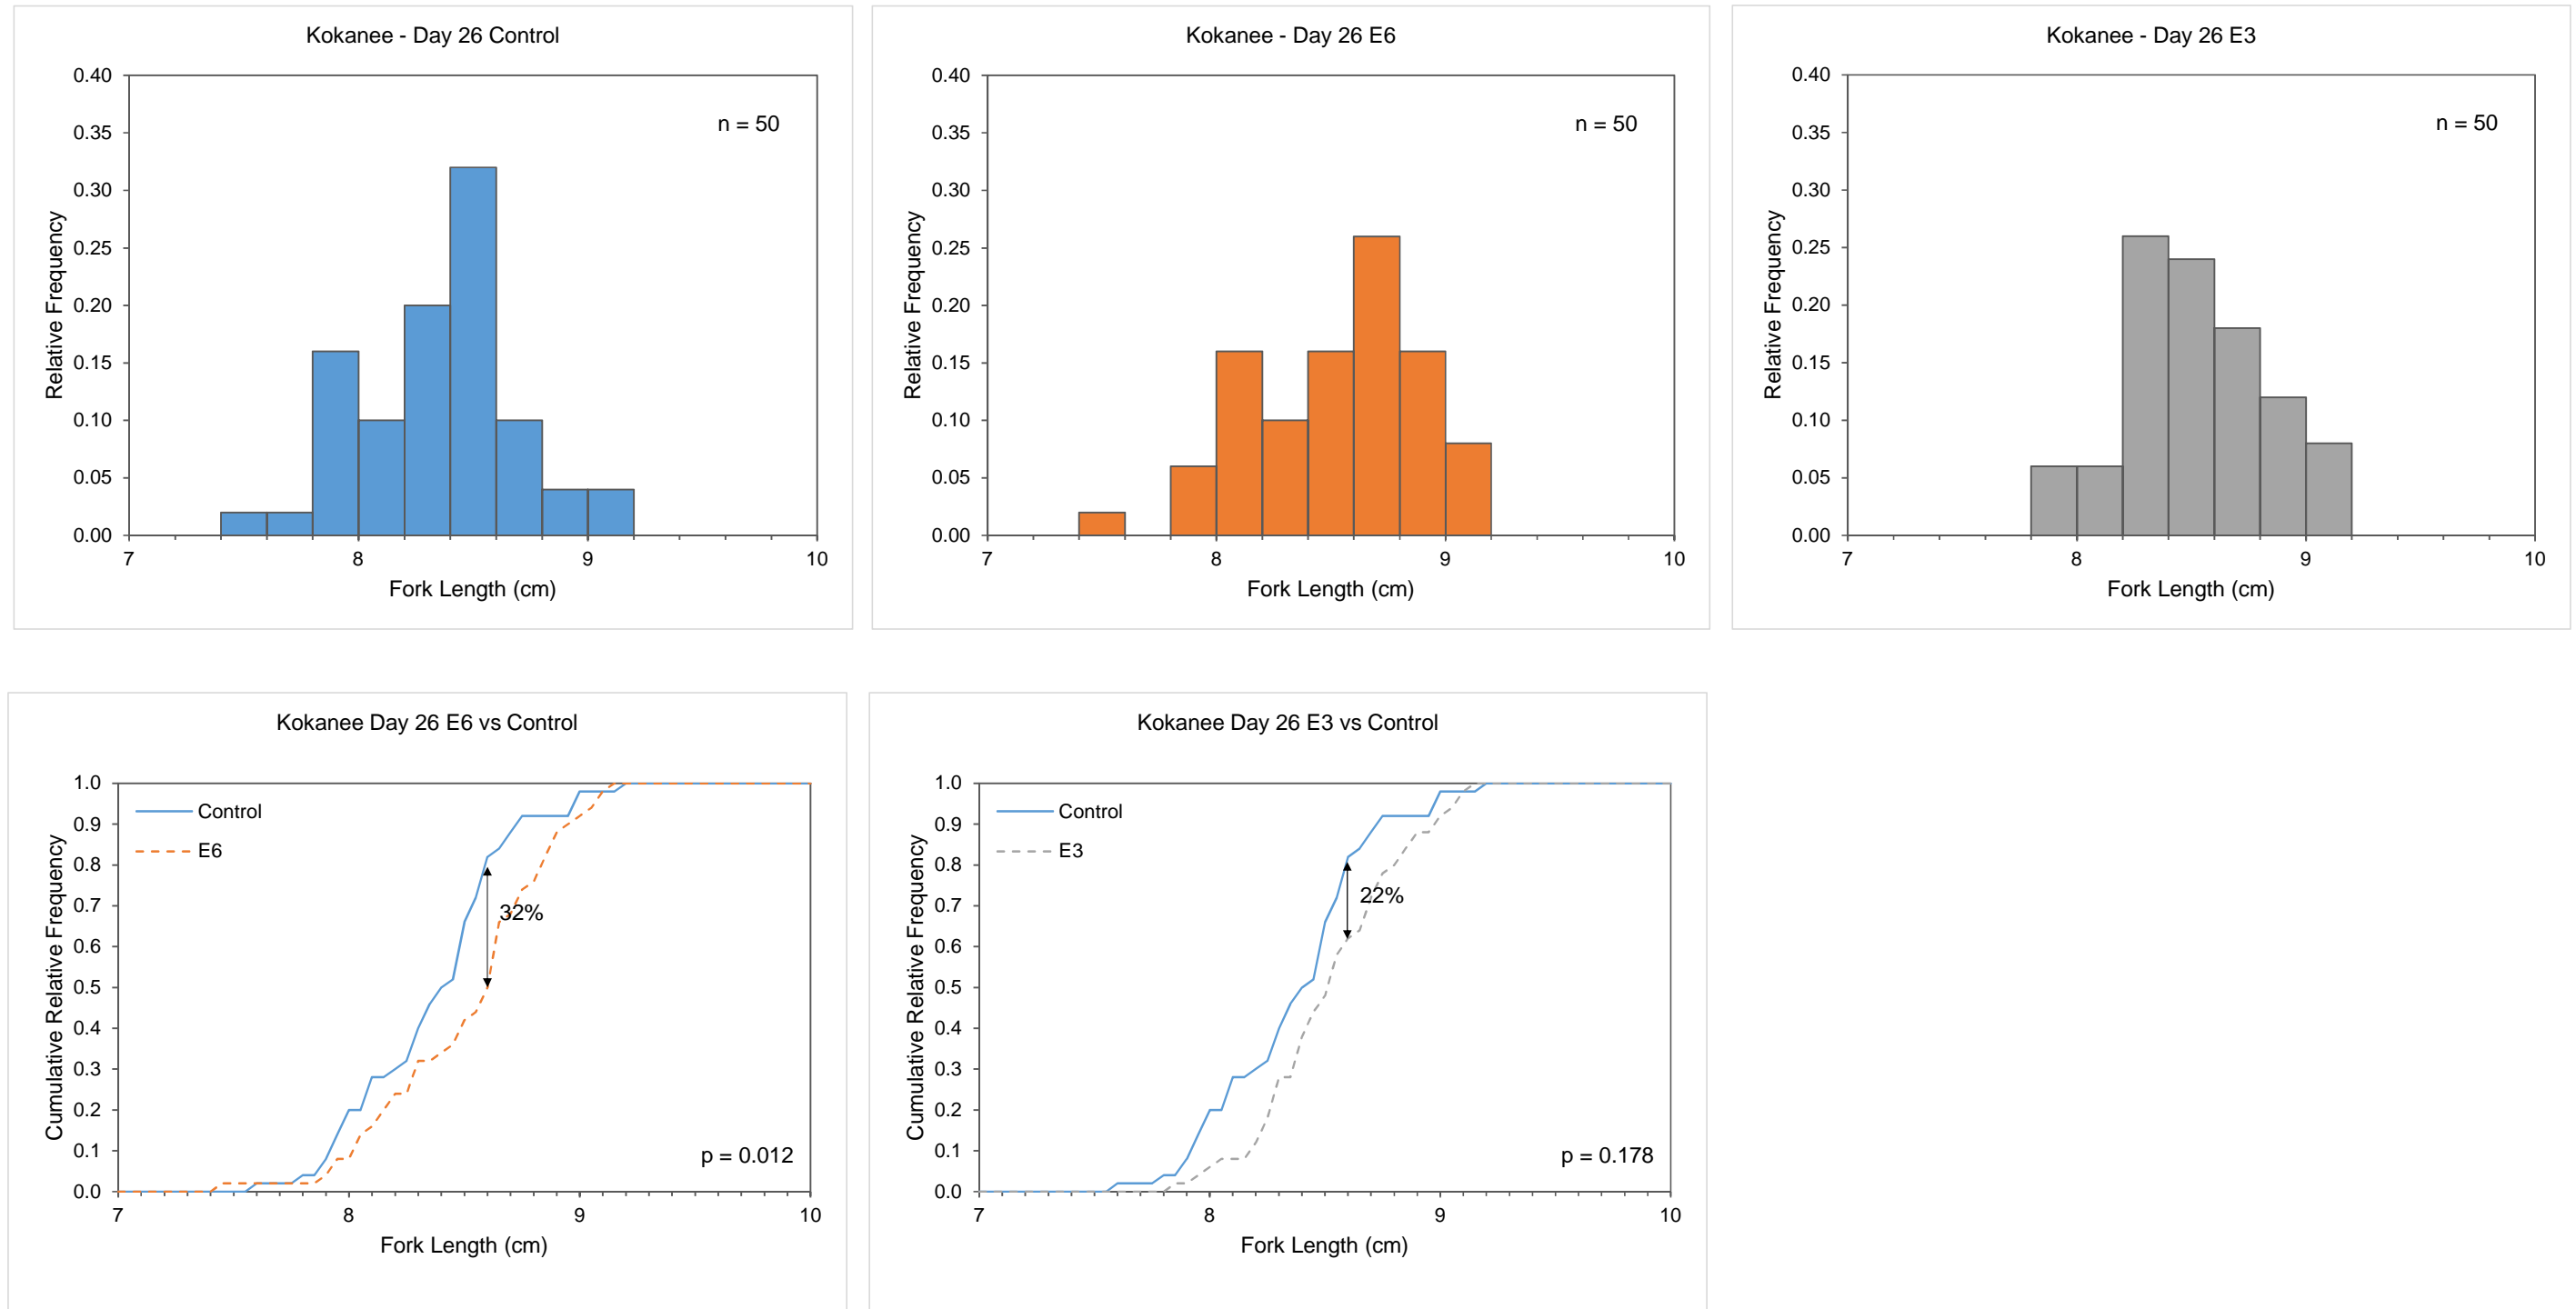 Kokanee - Day 26 Control
0.40
0.35
0.30
0.25
0.20
0.15
0.10
0.05
0.00
Relative Frequency
n = 50
7 8 9 10
Fork Length (cm)
Kokanee - Day 26 E6
0.40
0.35
0.30
0.25
0.20
0.15
0.10
0.05
0.00
Relative Frequency
n = 50
7 8 9 10
Fork Length (cm)
Kokanee - Day 26 E3
0.40
0.35
0.30
0.25
0.20
0.15
0.10
0.05
0.00
Relative Frequency
n = 50
7 8 9 10
Fork Length (cm)
Kokanee Day 26 E6 vs Control
1.0
0.9
0.8
0.7
0.6
0.5
0.4
0.3
0.2
0.1
0.0
Cumulative Relative Frequency
Control
E6
32%
p = 0.012
7 8 9 10
Fork Length (cm)
Kokanee Day 26 E3 vs Control
1.0
0.9
0.8
0.7
0.6
0.5
0.4
0.3
0.2
0.1
0.0
Cumulative Relative Frequency
Control
E3
22%
p = 0.178
7 8 9 10
Fork Length (cm)